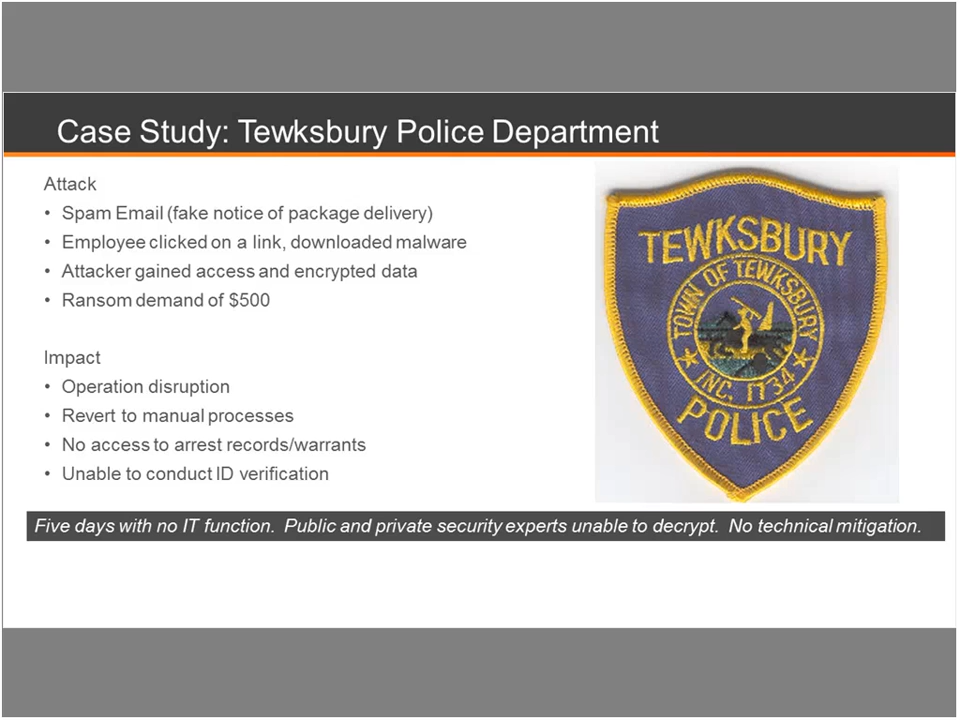 Case Study: Tewksbury Police Department
Attack
• Spam Email (fake notice of package delivery)
• Employee clicked on a link, downloaded malware
• Attacker gained access and encrypted data
• Ransom demand of $500
Impact
• Operation disruption
• Revert to manual processes
• No access to arrest records/warrants
• Unable to conduct ID verification
TEWKSBURY
TOWN OF TEWKSBURY
INC. 1734
POLICE
Five days with no IT function.  Public and private security experts unable to decrypt.  No technical mitigation.